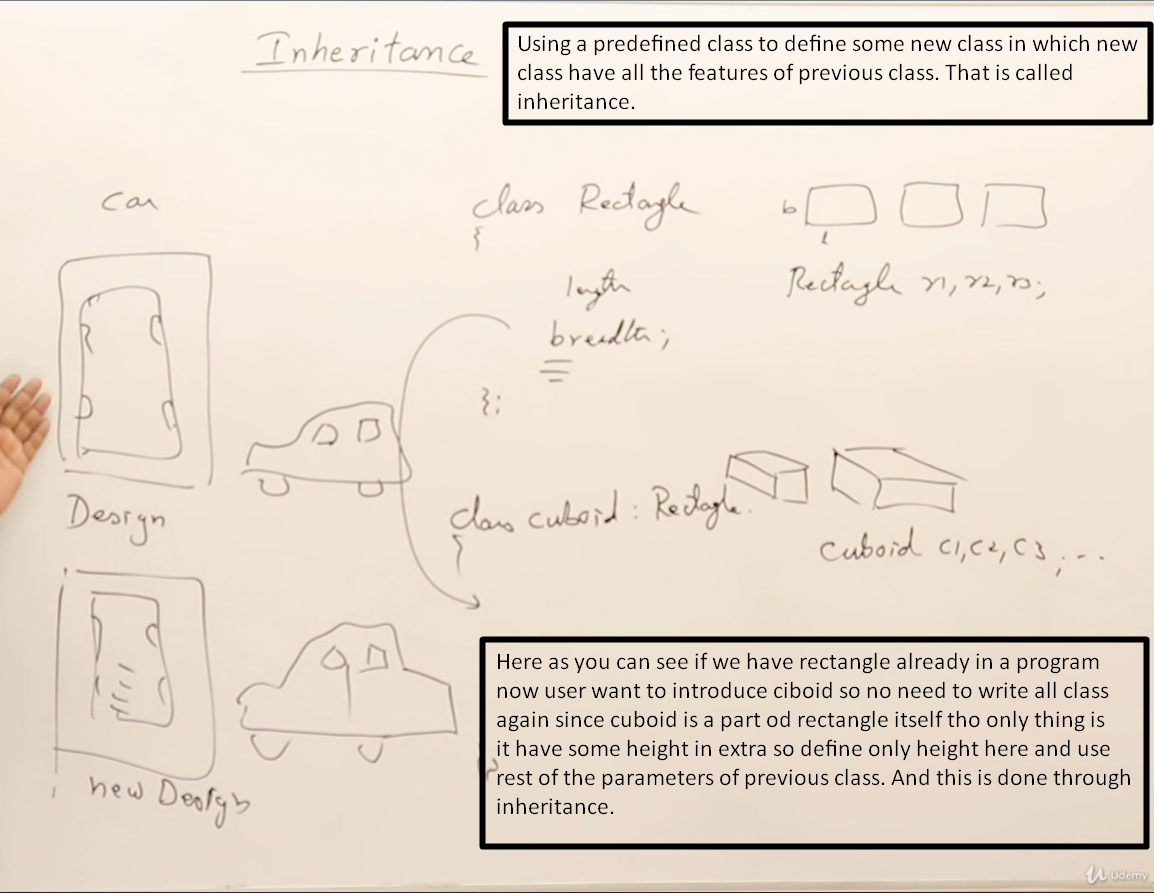 Inheritance
Using a predefined class to define some new class in which new
class have all the features of previous class. That is called
inheritance.
Car
class Rectagle
{
length
breadth;
};
b
l
Rectagle r1, r2, r3;
Design
class cuboid : Rectagle.
{
Cuboid C1, C2, C3 ; ...
new Design
Here as you can see if we have rectangle already in a program
now user want to introduce ciboid so no need to write all class
again since cuboid is a part od rectangle itself tho only thing is
it have some height in extra so define only height here and use
rest of the parameters of previous class. And this is done through
inheritance.
}
Udemy